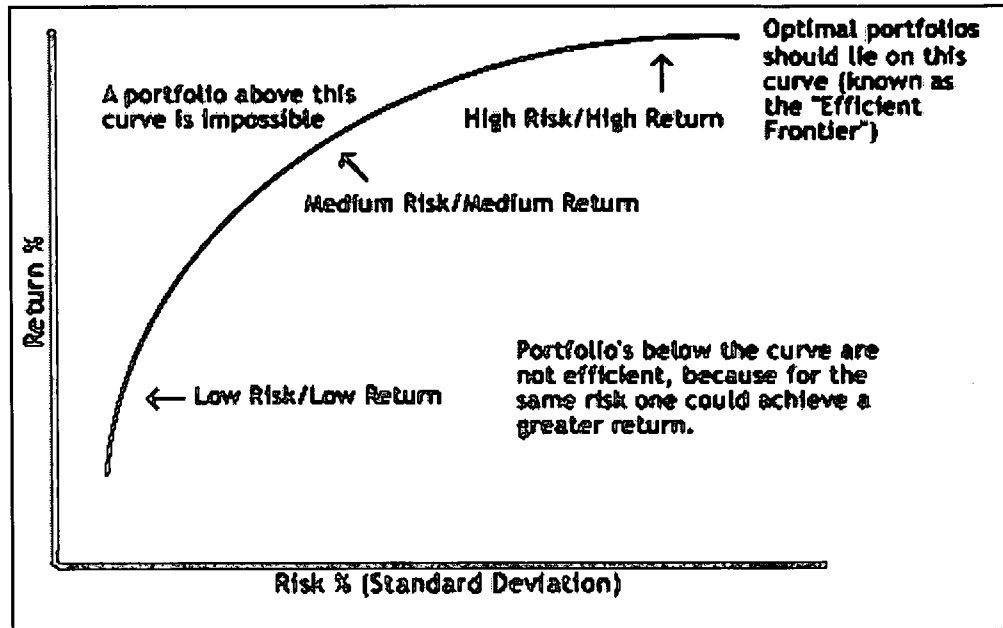 Optimal portfolios
should lie on this
curve (known as
the "Efficient
Frontier")
A portfolio above this
curve is impossible
High Risk/High Return
Medium Risk/Medium Return
Return %
Low Risk/Low Return
Portfolio's below the curve are
not efficient, because for the
same risk one could achieve a
greater return.
Risk % (Standard Deviation)